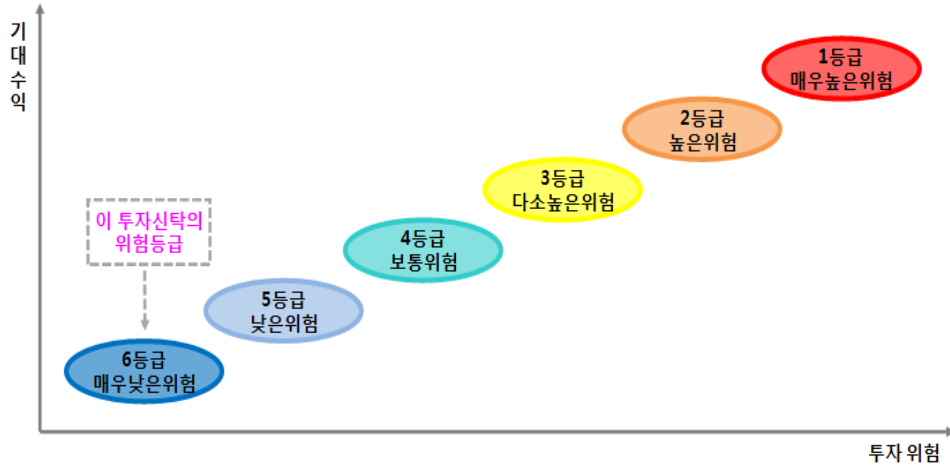 기대수익
1등급
매우높은위험
2등급
높은위험
3등급
다소높은위험
이 투자신탁의
위험등급
4등급
보통위험
5등급
낮은위험
6등급
매우낮은위험
투자 위험